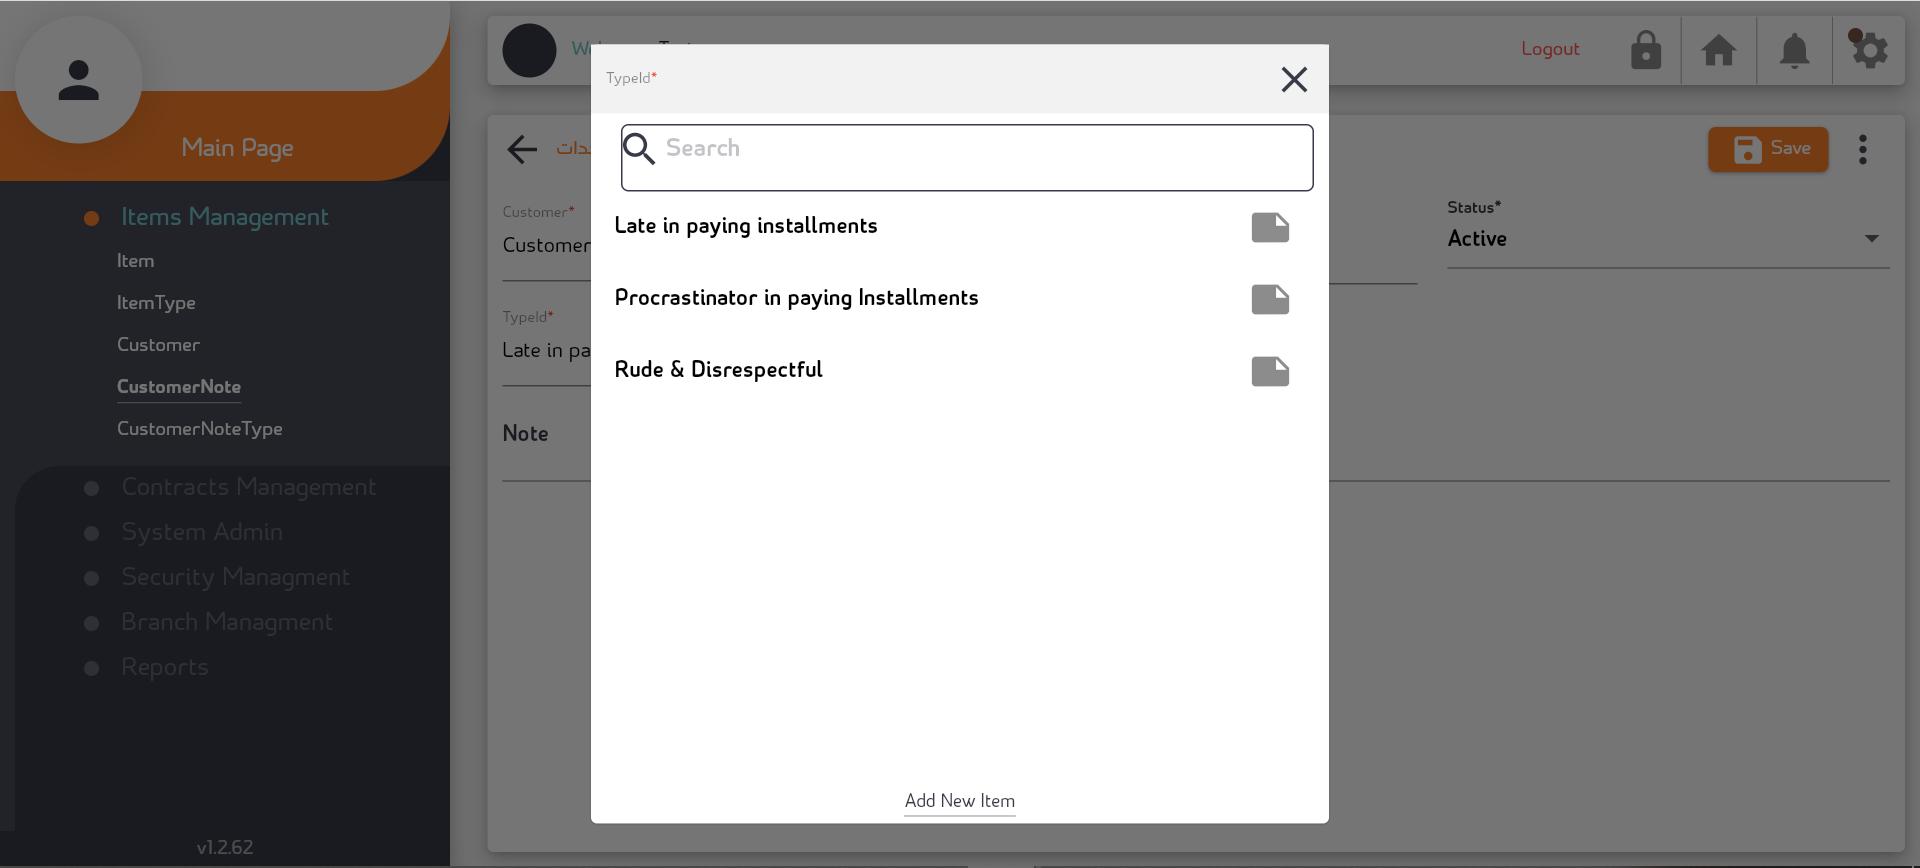 Main Page
Items Management
Item
ItemType
Customer
CustomerNote
CustomerNoteType
Contracts Management
System Admin
Security Managment
Branch Managment
Reports
v1.2.62
Logout
Save
Customer*
Customer
TypeId*
Late in pa
Note
Status*
Active
TypeId*
Search
Late in paying installments
Procrastinator in paying Installments
Rude & Disrespectful
Add New Item